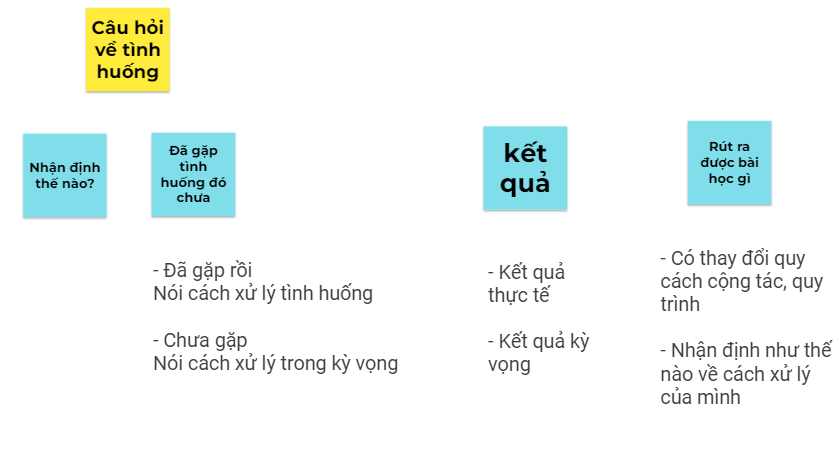 Câu hỏi
về tình
huống
Nhận định
thế nào?
Đã gặp
tình
huống đó
chưa
kết
quả
Rút ra
được bài
học gì
- Đã gặp rồi
Nói cách xử lý tình huống
- Chưa gặp
Nói cách xử lý trong kỳ vọng
- Kết quả
thực tế
- Kết quả kỳ
vọng
- Có thay đổi quy
cách cộng tác, quy
trình
- Nhận định như thế
nào về cách xử lý
của mình